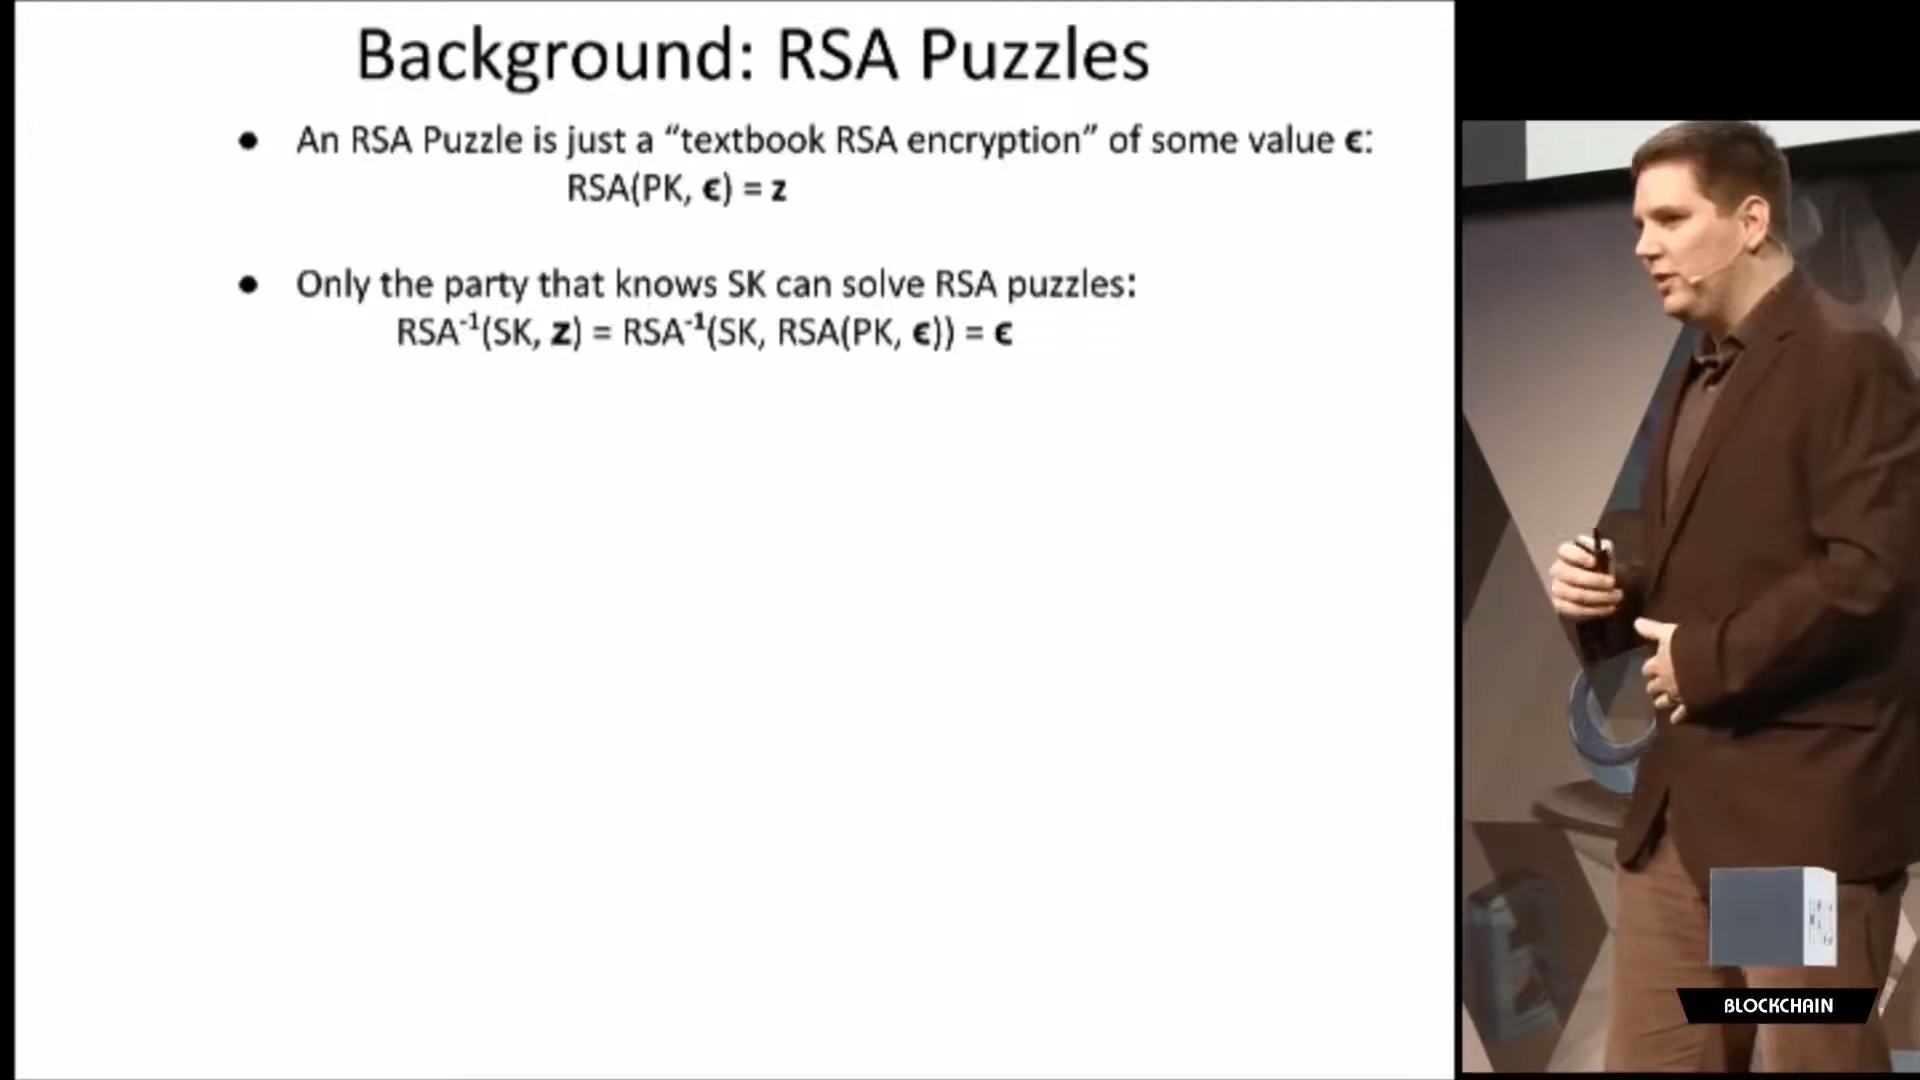 Background: RSA Puzzles
● An RSA Puzzle is just a “textbook RSA encryption” of some value ϵ:
RSA(PK, ϵ) = z
● Only the party that knows SK can solve RSA puzzles:
RSA⁻¹(SK, z) = RSA⁻¹(SK, RSA(PK, ϵ)) = ϵ
BLOCKCHAIN